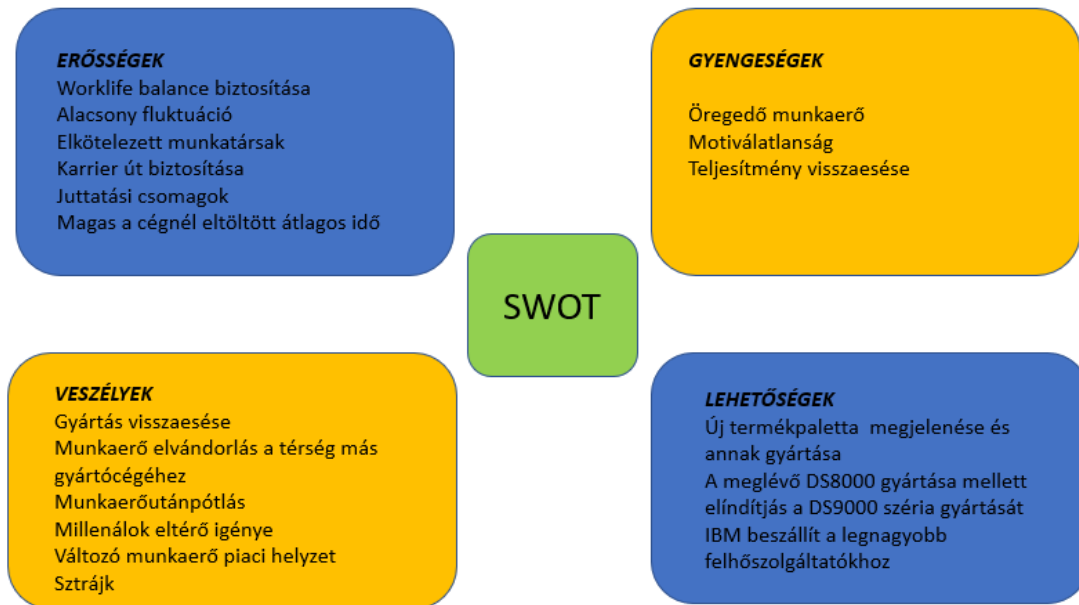 ERŐSSÉGEK
Worklife balance biztosítása
Alacsony fluktuáció
Elkötelezett munkatársak
Karrier út biztosítása
Juttatási csomagok
Magas a cégnél eltöltött átlagos idő
GYENGESÉGEK
Öregedő munkaerő
Motiválatlanság
Teljesítmény visszaesése
SWOT
VESZÉLYEK
Gyártás visszaesése
Munkaerő elvándorlás a térség más
gyártócégéhez
Munkaerőutánpótlás
Millenálok eltérő igénye
Változó munkaerő piaci helyzet
Sztrájk
LEHETŐSÉGEK
Új termékpaletta megjelenése és
annak gyártása
A meglévő DS8000 gyártása mellett
elíndítjás a DS9000 széria gyártását
IBM beszállít a legnagyobb
felhőszolgáltatókhoz